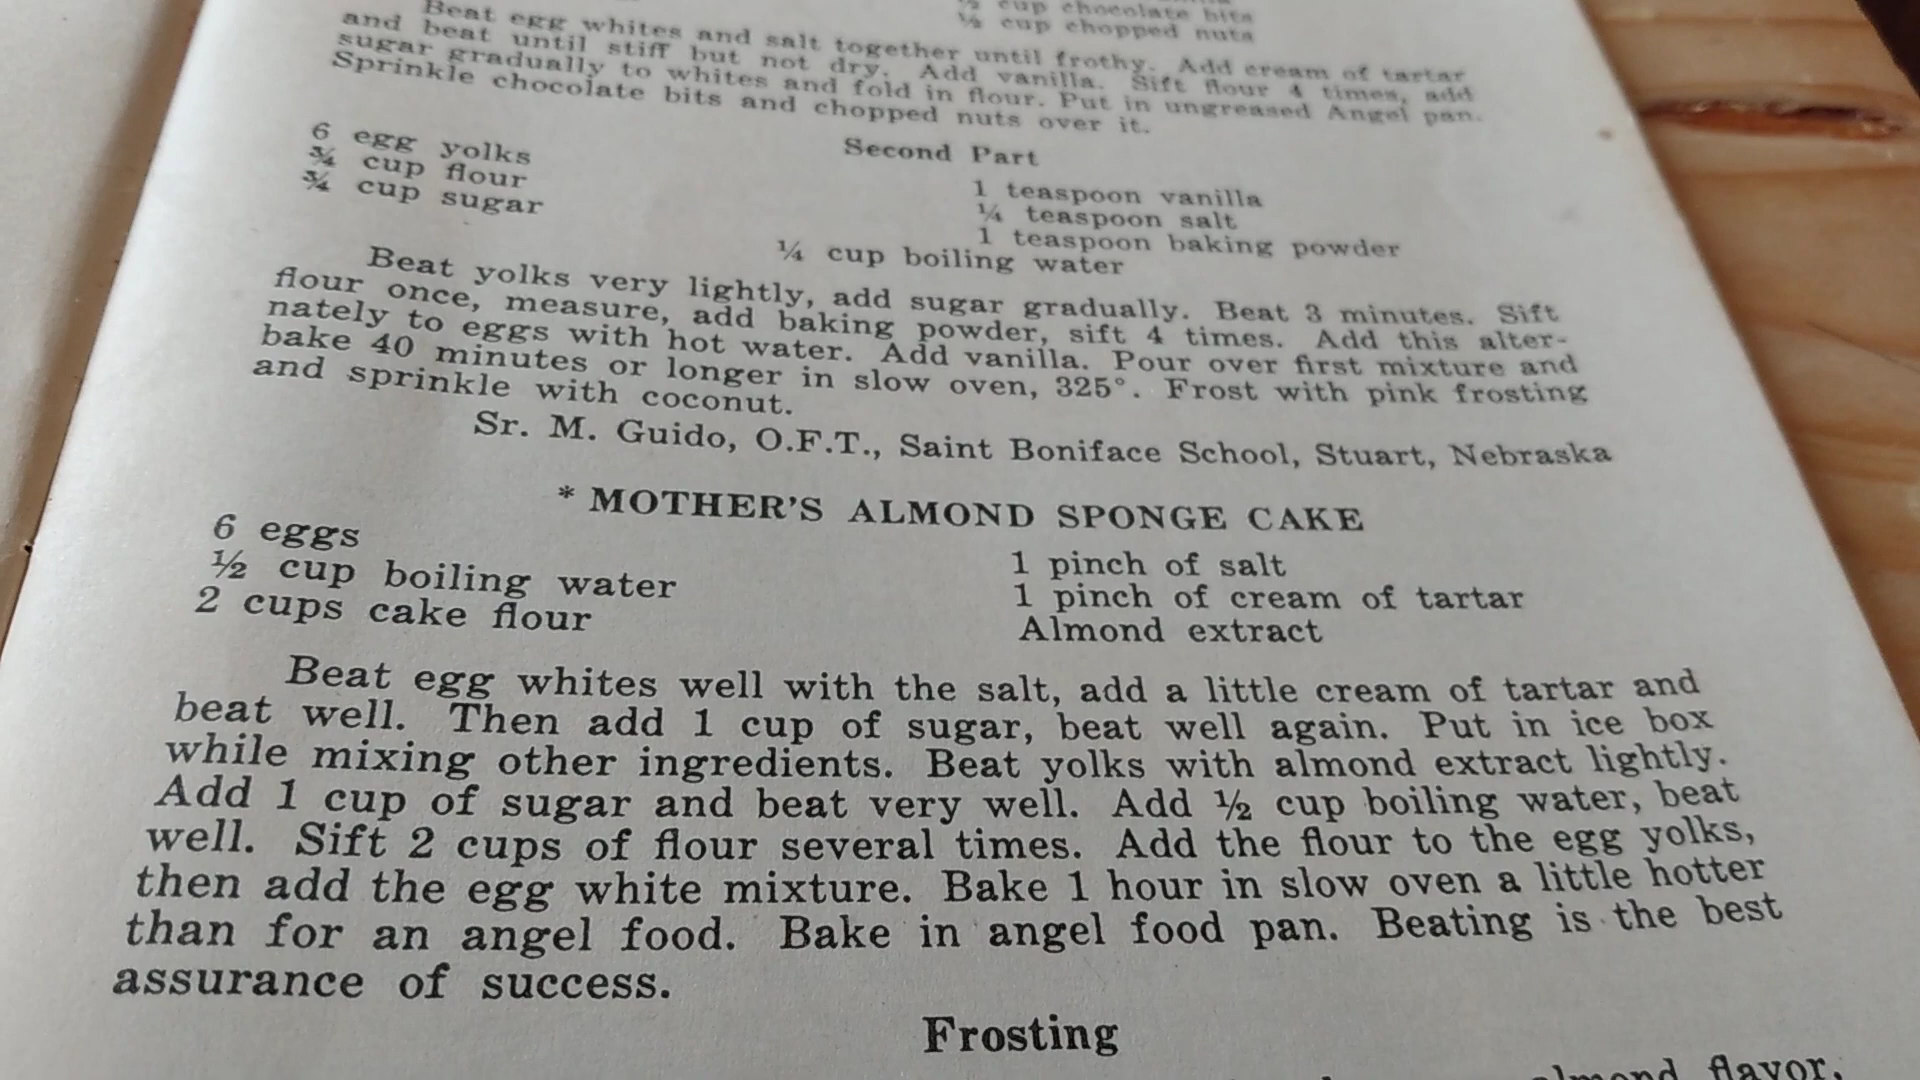 ½ cup chocolate bits
½ cup chopped nuts
Beat egg whites and salt together until frothy. Add cream of tartar
and beat until stiff but not dry. Add vanilla. Sift flour 4 times, add
sugar gradually to whites and fold in flour. Put in ungreased Angel pan.
Sprinkle chocolate bits and chopped nuts over it.
Second Part
6 egg yolks
¾ cup flour
¾ cup sugar
1 teaspoon vanilla
¼ teaspoon salt
1 teaspoon baking powder
¼ cup boiling water
Beat yolks very lightly, add sugar gradually. Beat 3 minutes. Sift
flour once, measure, add baking powder, sift 4 times. Add this alter-
nately to eggs with hot water. Add vanilla. Pour over first mixture and
bake 40 minutes or longer in slow oven, 325°. Frost with pink frosting
and sprinkle with coconut.
Sr. M. Guido, O.F.T., Saint Boniface School, Stuart, Nebraska
* MOTHER'S ALMOND SPONGE CAKE
6 eggs
½ cup boiling water
2 cups cake flour
1 pinch of salt
1 pinch of cream of tartar
Almond extract
Beat egg whites well with the salt, add a little cream of tartar and
beat well. Then add 1 cup of sugar, beat well again. Put in ice box
while mixing other ingredients. Beat yolks with almond extract lightly.
Add 1 cup of sugar and beat very well. Add ½ cup boiling water, beat
well. Sift 2 cups of flour several times. Add the flour to the egg yolks,
then add the egg white mixture. Bake 1 hour in slow oven a little hotter
than for an angel food. Bake in angel food pan. Beating is the best
assurance of success.
Frosting
almond flavor,